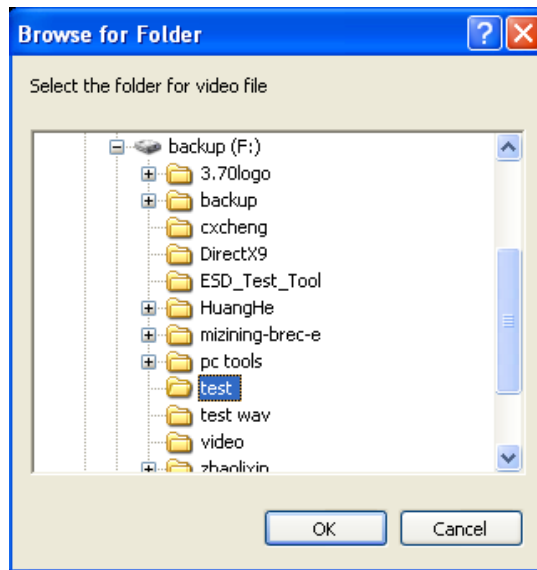 Browse for Folder
Select the folder for video file
backup (F:)
3.70logo
backup
cxcheng
DirectX9
ESD_Test_Tool
HuangHe
mizining-brec-e
pc tools
test
test wav
video
zhaolixin
OK Cancel